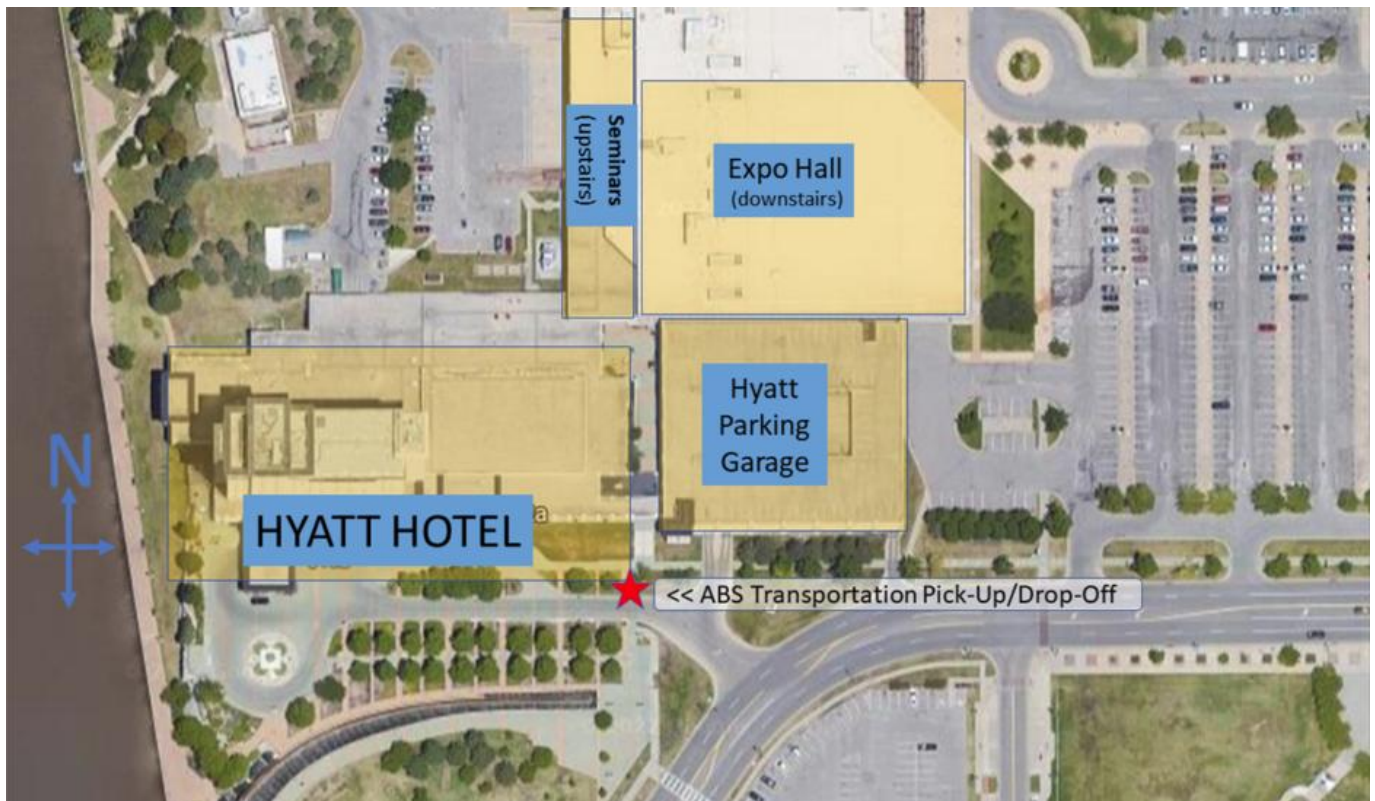 Seminars
(upstairs)
Expo Hall
(downstairs)
Hyatt
Parking
Garage
N
HYATT HOTEL
<< ABS Transportation Pick-Up/Drop-Off